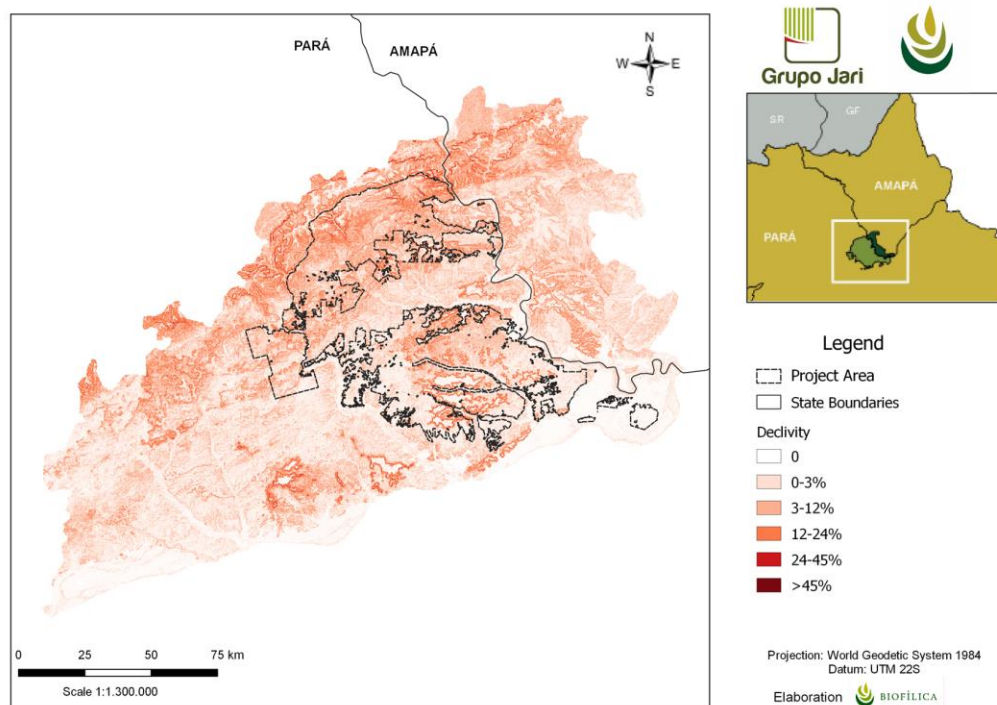 PARÁ
AMAPÁ
N
W E
S
Grupo Jari
SR
GF
AMAPÁ
PARÁ
Legend
Project Area
State Boundaries
Declivity
0
0-3%
3-12%
12-24%
24-45%
>45%
0 25 50 75 km
Scale 1:1.300.000
Projection: World Geodetic System 1984
Datum: UTM 22S
Elaboration BIOFÍLICA